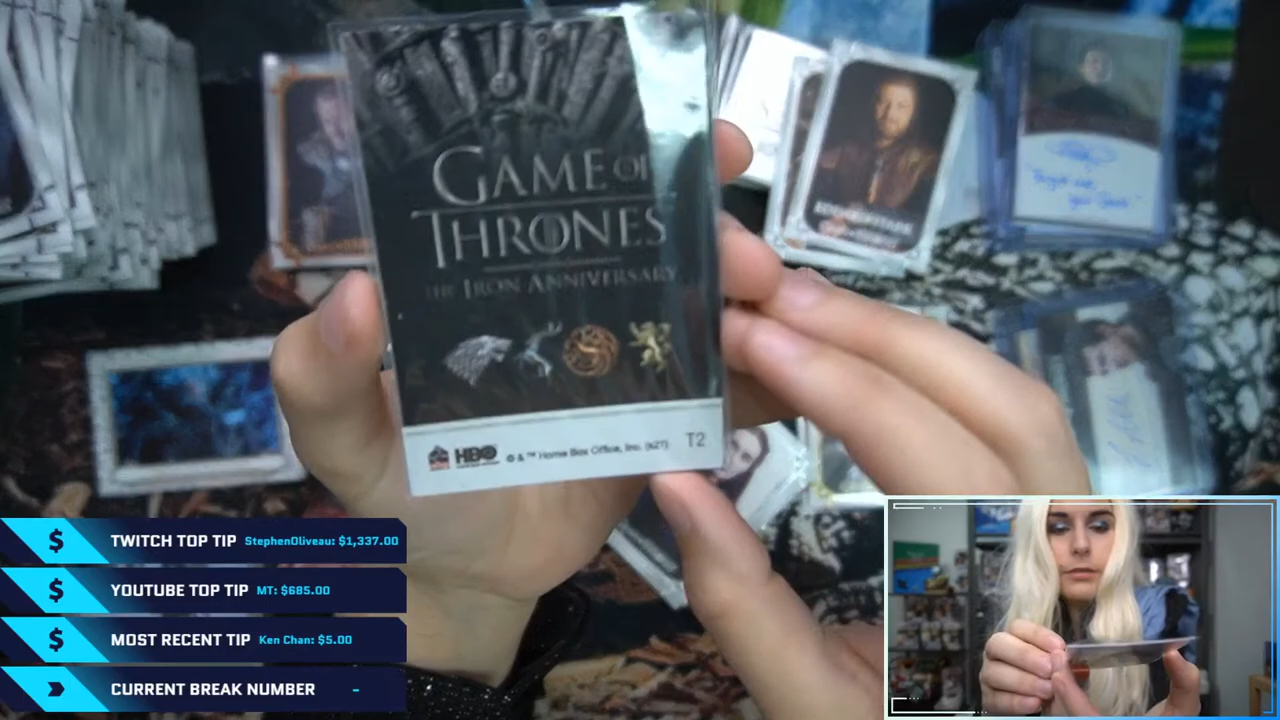 GAME OF
THRONES
THE IRON ANNIVERSARY
HBO © & ™ Home Box Office, Inc. (s27) T2
$ TWITCH TOP TIP StephenOliveau: $1,337.00
$ YOUTUBE TOP TIP MT: $685.00
$ MOST RECENT TIP Ken Chan: $5.00
CURRENT BREAK NUMBER -